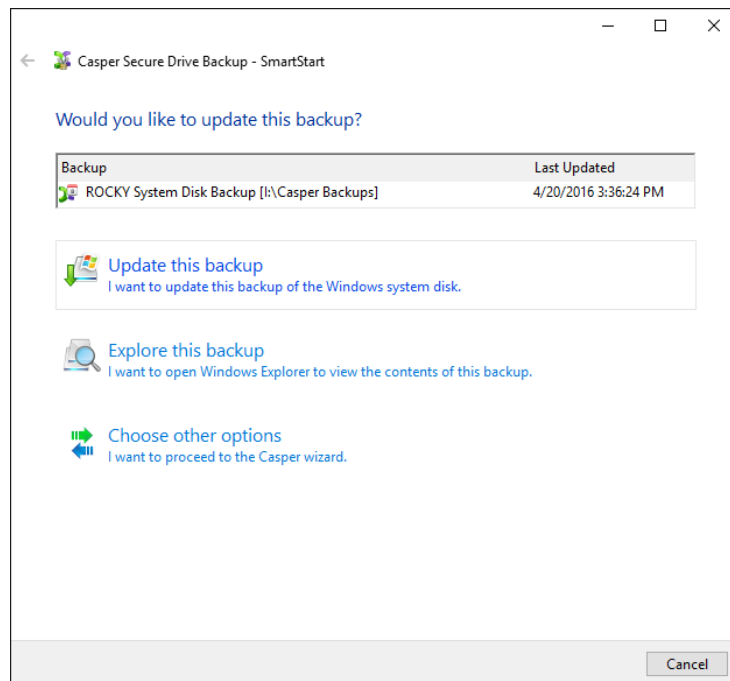 Casper Secure Drive Backup - SmartStart
Would you like to update this backup?
Backup Last Updated
ROCKY System Disk Backup [I:\Casper Backups] 4/20/2016 3:36:24 PM
Update this backup
I want to update this backup of the Windows system disk.
Explore this backup
I want to open Windows Explorer to view the contents of this backup.
Choose other options
I want to proceed to the Casper wizard.
Cancel